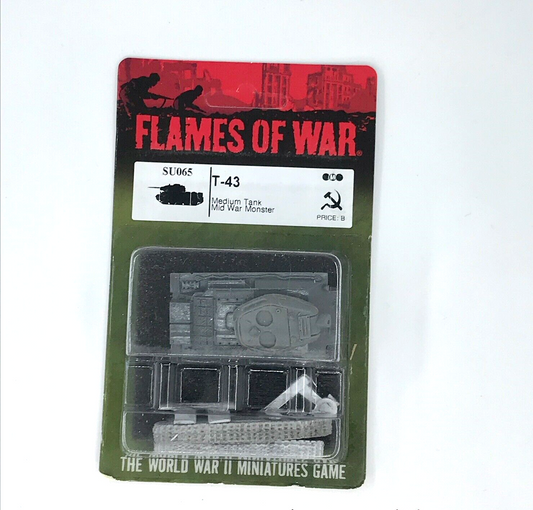 FLAMES OF WAR
SU065
T-43
Medium Tank
Mid War Monster
PRICE: B
THE WORLD WAR II MINIATURES GAME